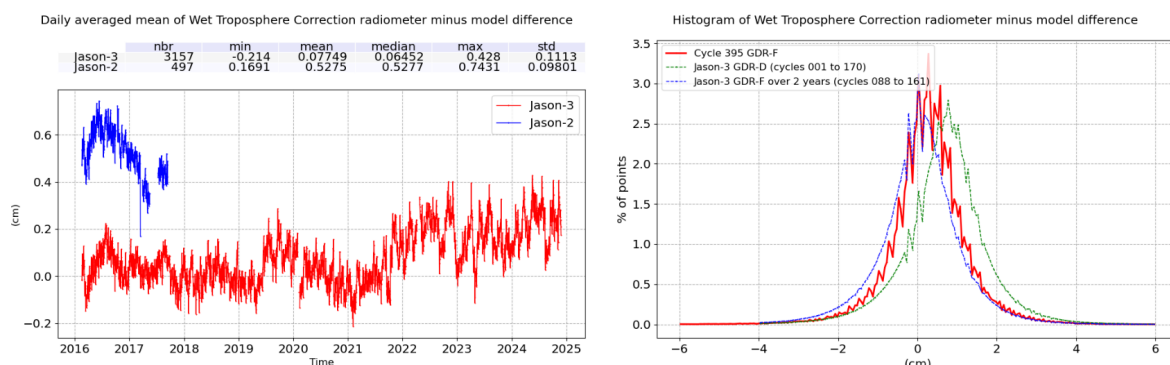 Daily averaged mean of Wet Troposphere Correction radiometer minus model difference
nbr min mean median max std
Jason-3 3157 -0.214 0.07749 0.06452 0.428 0.1113
Jason-2 497 0.1691 0.5275 0.5277 0.7431 0.09801
Jason-3
Jason-2
0.6
0.4
0.2
0.0
−0.2
(cm)
2016 2017 2018 2019 2020 2021 2022 2023 2024 2025
Time
Histogram of Wet Troposphere Correction radiometer minus model difference
Cycle 395 GDR-F
Jason-3 GDR-D (cycles 001 to 170)
Jason-3 GDR-F over 2 years (cycles 088 to 161)
3.5
3.0
2.5
2.0
1.5
1.0
0.5
0.0
% of points
−6 −4 −2 0 2 4 6
(cm)